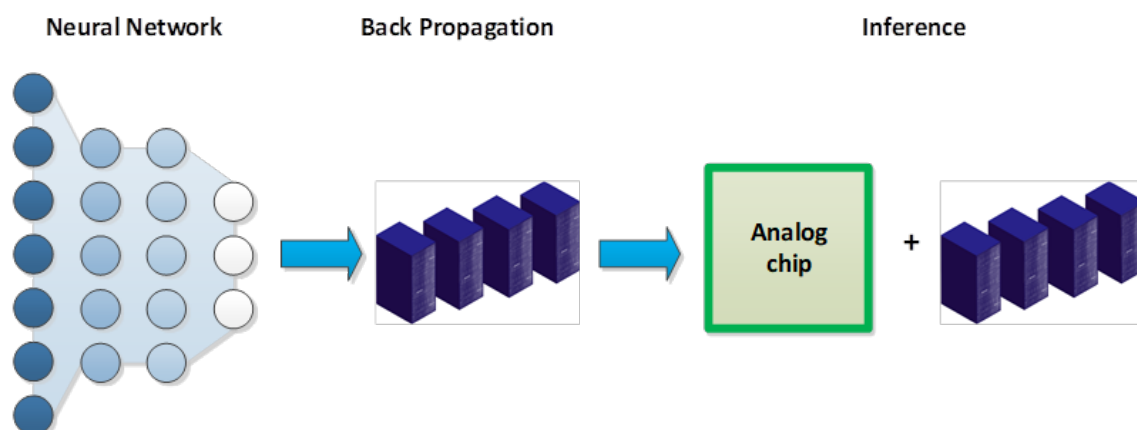 Neural Network
Back Propagation
Inference
Analog
chip
+